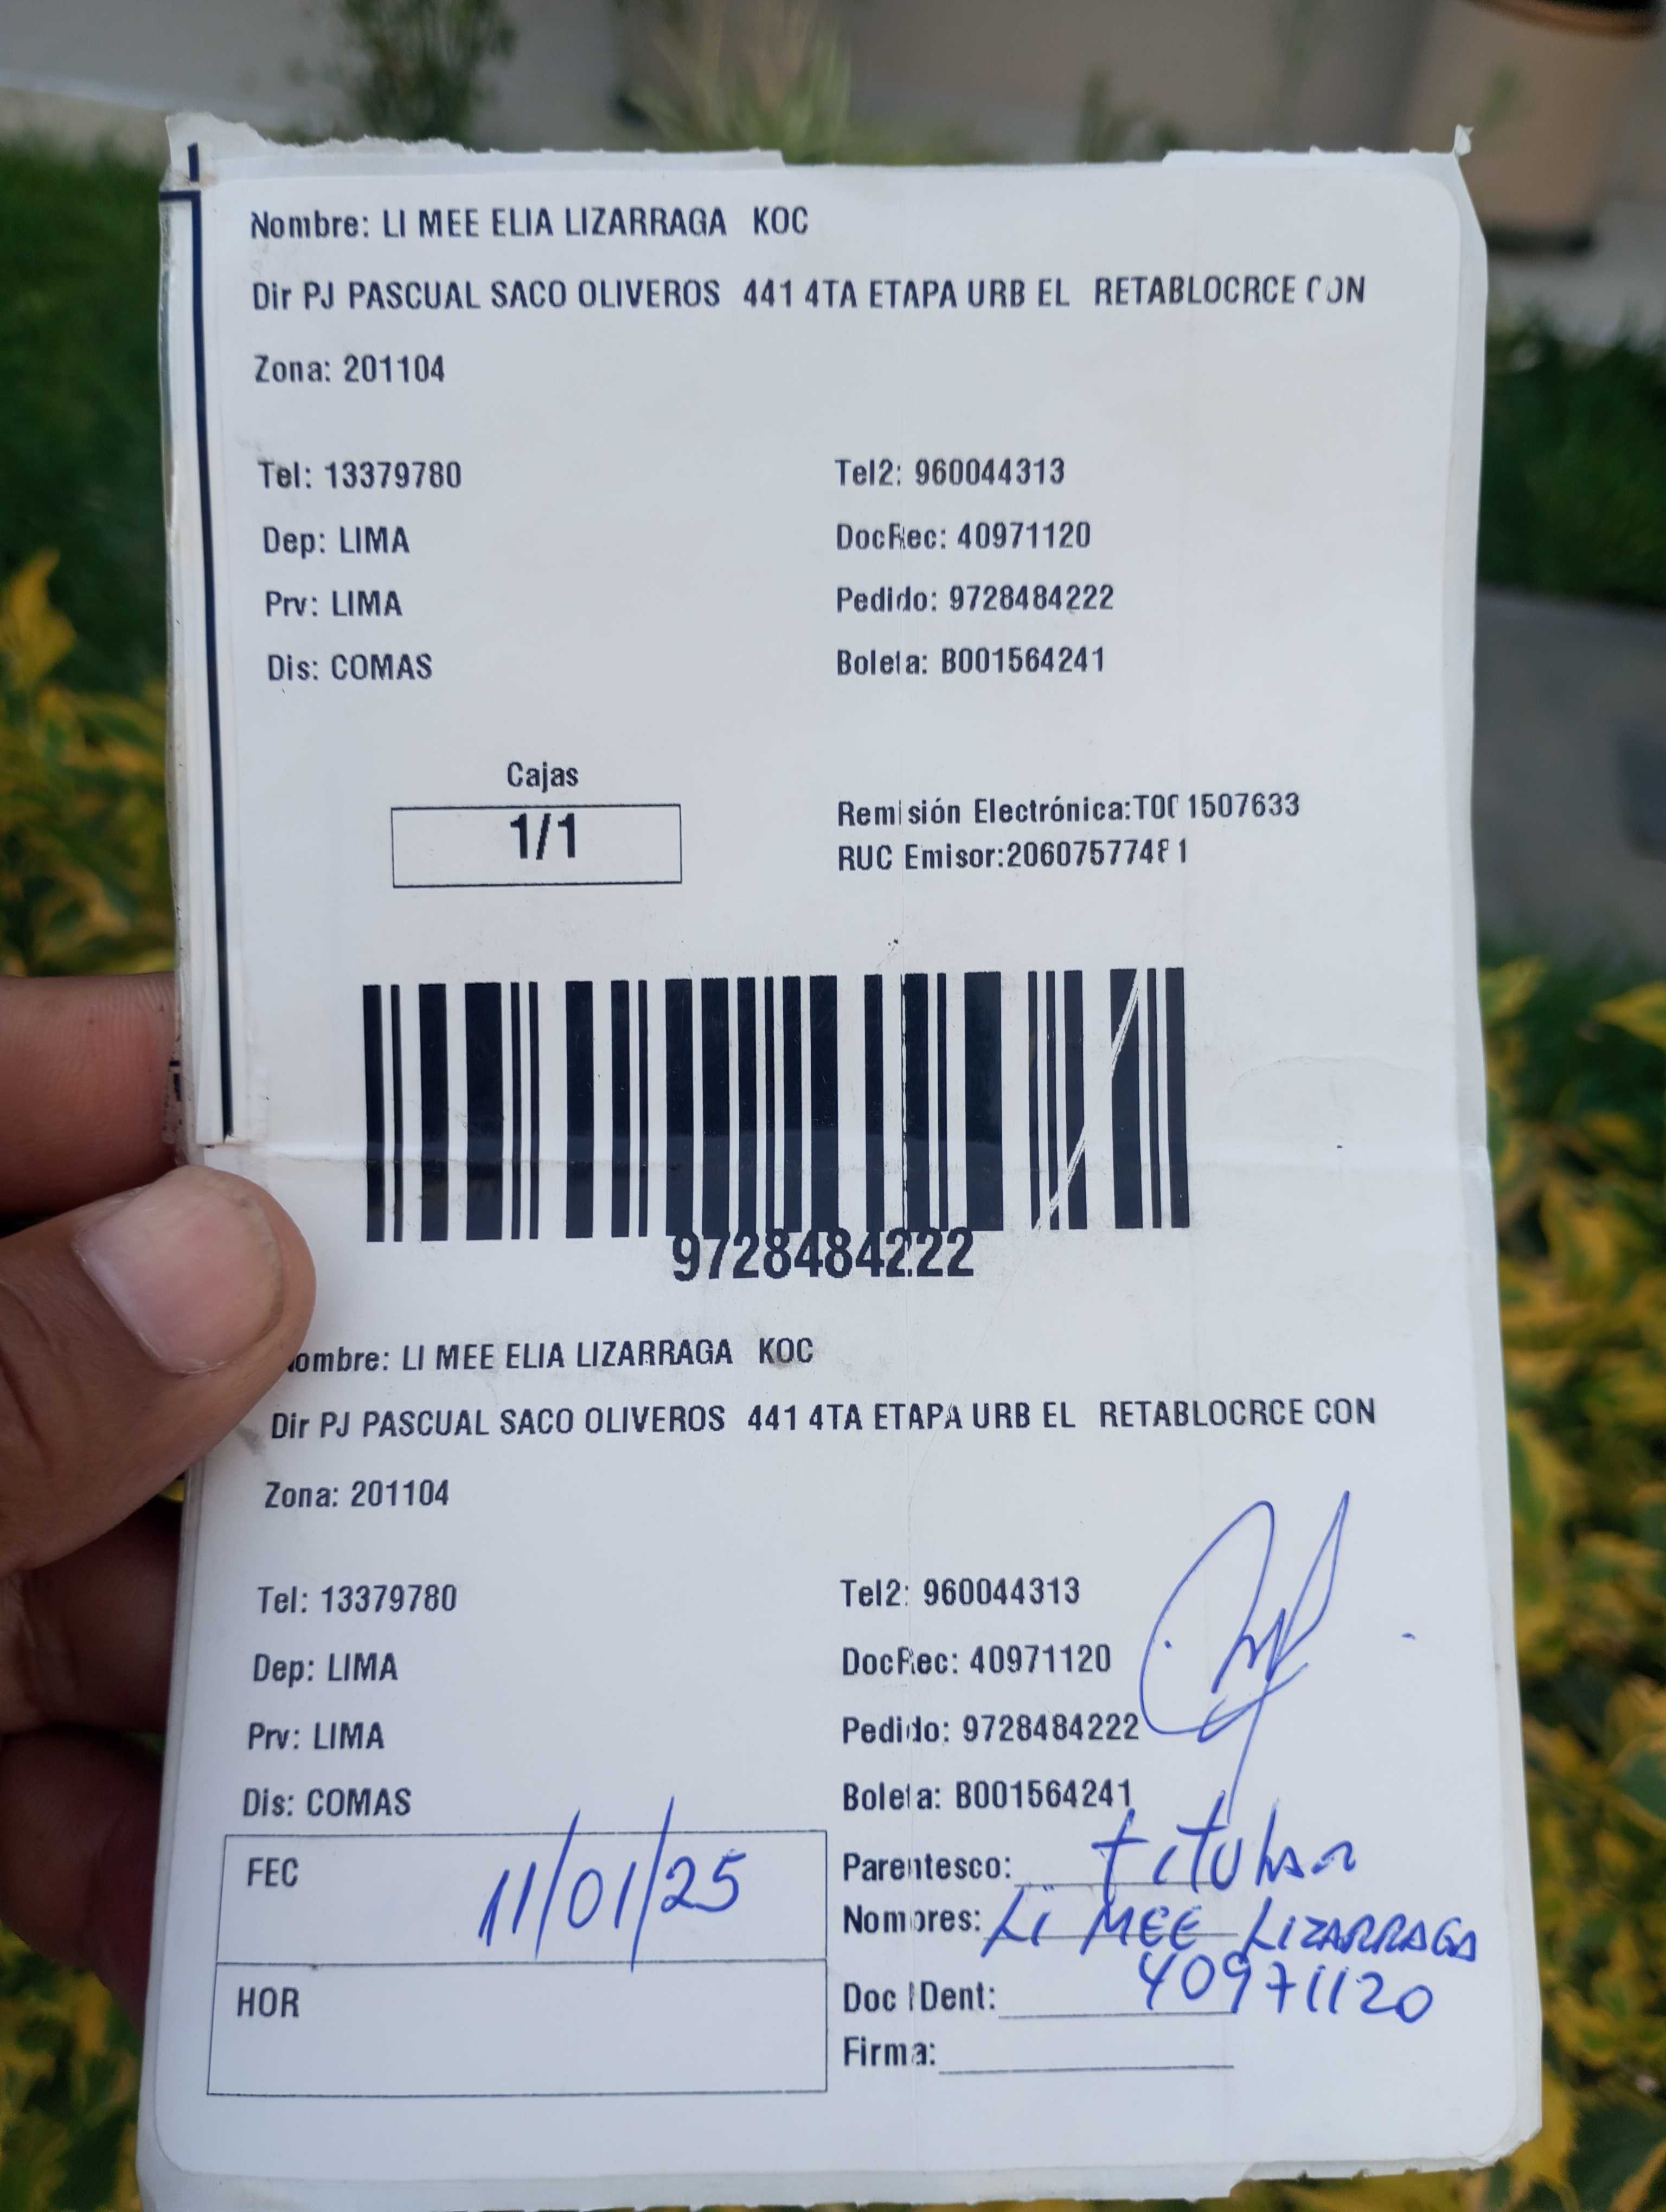 Nombre: LI MEE ELIA LIZARRAGA KOC
Dir PJ PASCUAL SACO OLIVEROS 441 4TA ETAPA URB EL RETABLOCRCE CON
Zona: 201104
Tel: 13379780 Tel2: 960044313
Dep: LIMA DocRec: 40971120
Prv: LIMA Pedido: 9728484222
Dis: COMAS Boleta: B001564241
Cajas
1/1
Remisión Electrónica:T001507633
RUC Emisor:20607577481
9728484222
ombre: LI MEE ELIA LIZARRAGA KOC
Dir PJ PASCUAL SACO OLIVEROS 441 4TA ETAPA URB EL RETABLOCRCE CON
Zona: 201104
Tel: 13379780 Tel2: 960044313
Dep: LIMA DocRec: 40971120
Prv: LIMA Pedido: 9728484222
Dis: COMAS Boleta: B001564241
FEC 11/01/25
HOR
Parentesco: titular
Nombres: Li MEE LIZARRAGA
Doc IDent: 40971120
Firma: